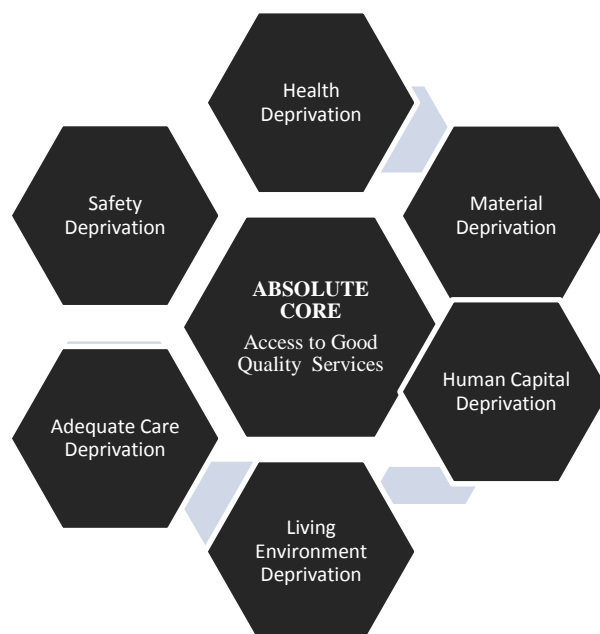 Health
Deprivation
Safety
Deprivation
Material
Deprivation
ABSOLUTE
CORE
Access to Good
Quality Services
Human Capital
Deprivation
Adequate Care
Deprivation
Living
Environment
Deprivation